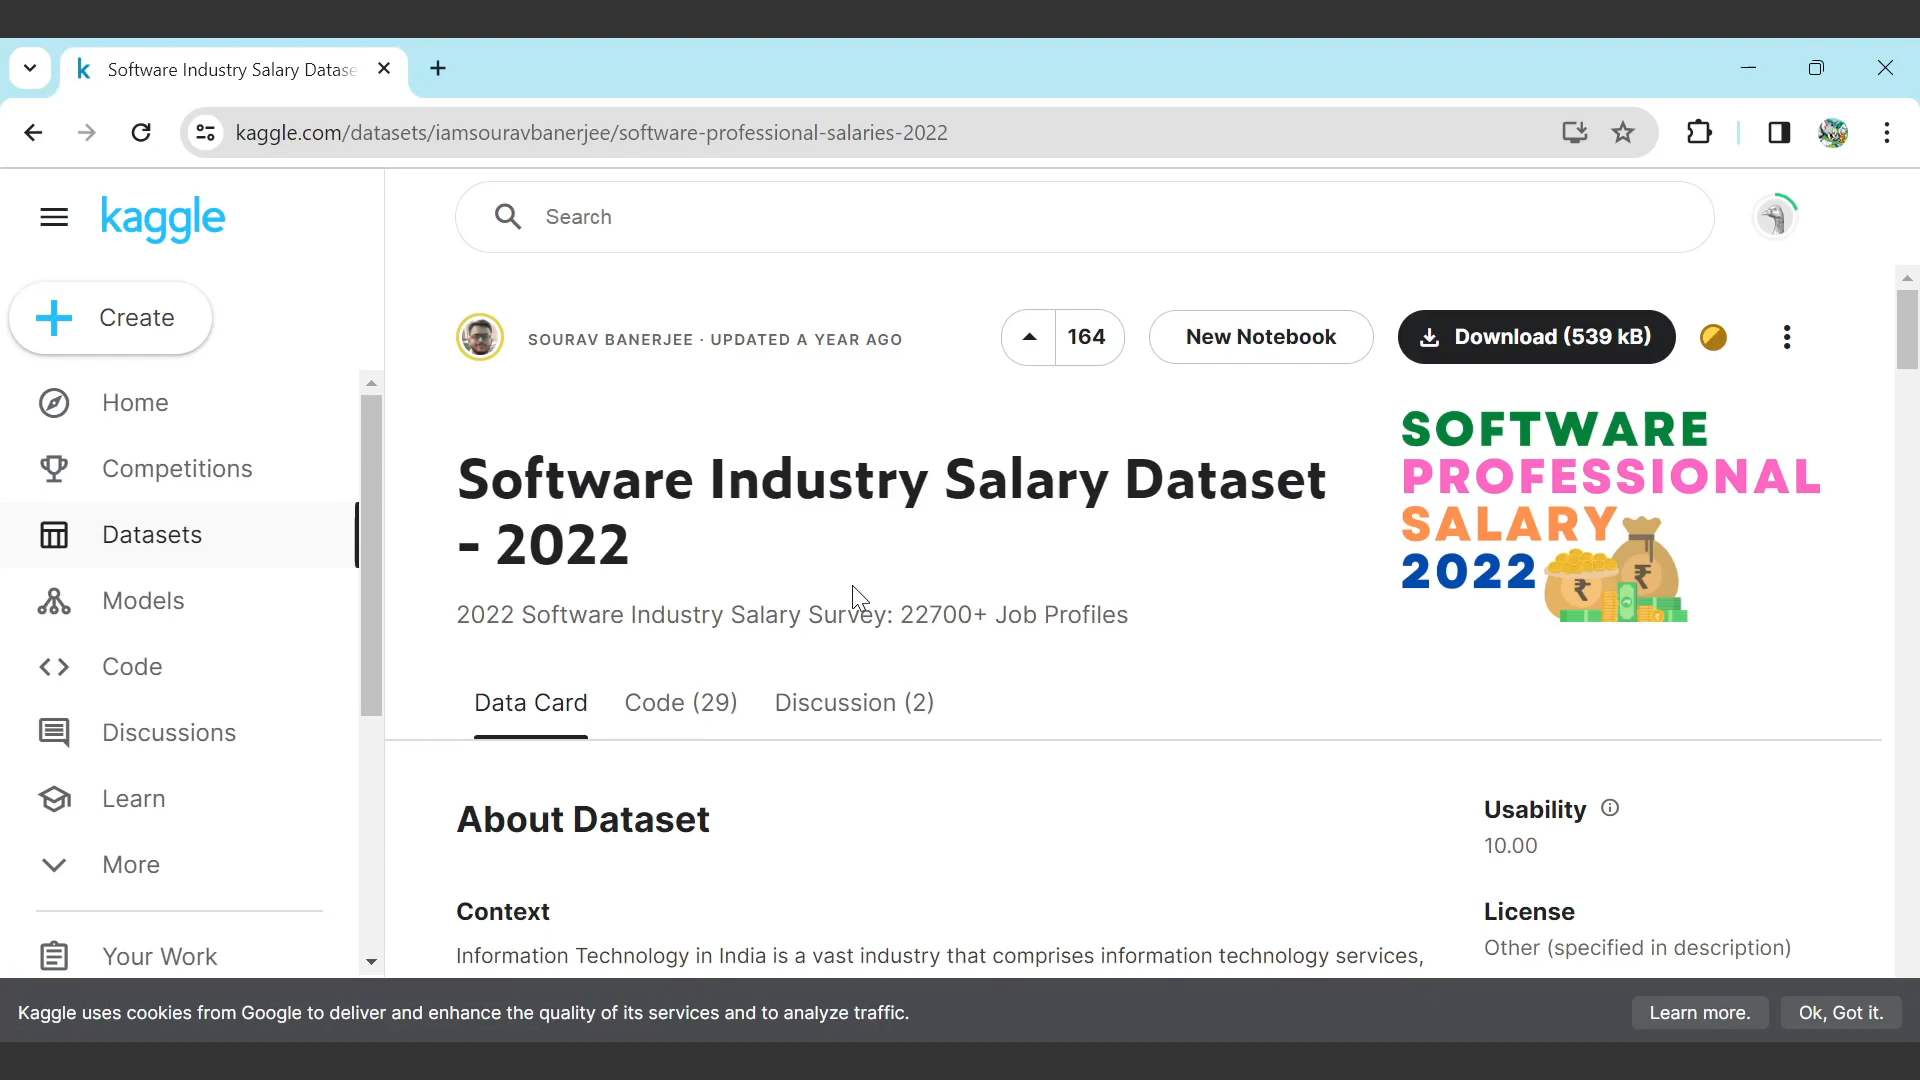 Software Industry Salary Datase
kaggle.com/datasets/iamsouravbanerjee/software-professional-salaries-2022
kaggle
Search
Create
Home
Competitions
Datasets
Models
Code
Discussions
Learn
More
Your Work
SOURAV BANERJEE · UPDATED A YEAR AGO
164
New Notebook
Download (539 kB)
Software Industry Salary Dataset
- 2022
2022 Software Industry Salary Survey: 22700+ Job Profiles
SOFTWARE
PROFESSIONAL
SALARY
2022
₹ ₹
Data Card Code (29) Discussion (2)
About Dataset
Context
Information Technology in India is a vast industry that comprises information technology services,
Usability
10.00
License
Other (specified in description)
Kaggle uses cookies from Google to deliver and enhance the quality of its services and to analyze traffic.
Learn more. Ok, Got it.